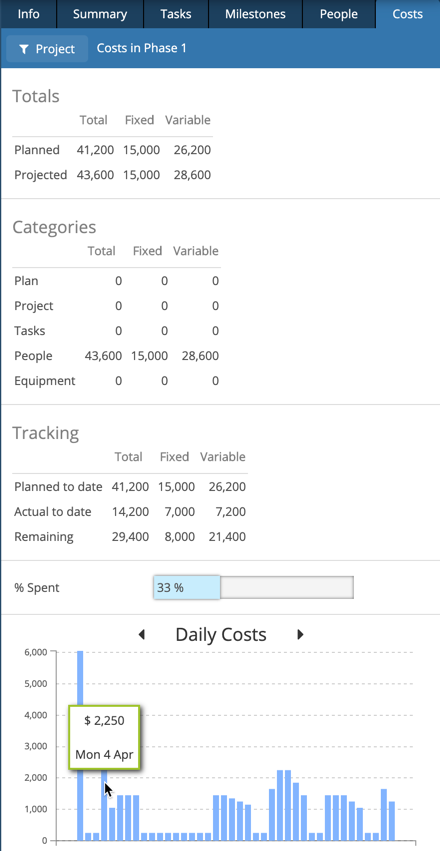 Info Summary Tasks Milestones People Costs
Project Costs in Phase 1
Totals
Total Fixed Variable
Planned 41,200 15,000 26,200
Projected 43,600 15,000 28,600
Categories
Total Fixed Variable
Plan 0 0 0
Project 0 0 0
Tasks 0 0 0
People 43,600 15,000 28,600
Equipment 0 0 0
Tracking
Total Fixed Variable
Planned to date 41,200 15,000 26,200
Actual to date 14,200 7,000 7,200
Remaining 29,400 8,000 21,400
% Spent 33 %
Daily Costs
6,000
5,000
4,000
$ 2,250
3,000
Mon 4 Apr
2,000
1,000
0